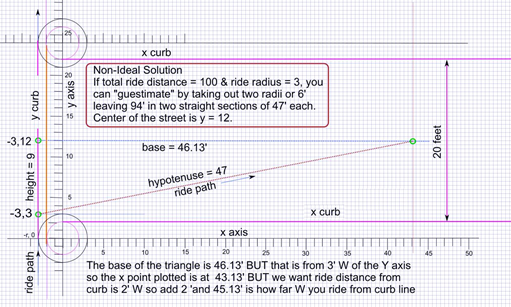 25
x curb
20
Non-Ideal Solution
If total ride distance = 100 & ride radius = 3, you
can "guestimate" by taking out two radii or 6'
leaving 94' in two straight sections of 47' each.
Center of the street is y = 12.
y curb
y axis
15
-3,12
base = 46.13'
20 feet
10
height = 9
hypotenuse = 47
ride path
5
-3,3
x curb
x axis
-r, 0
5
10
15
20
25
30
35
40
45
50
ride path
The base of the triangle is 46.13' BUT that is from 3' W of the Y axis
so the x point plotted is at 43.13' BUT we want ride distance from
curb is 2' W so add 2 'and 45.13' is how far W you ride from curb line